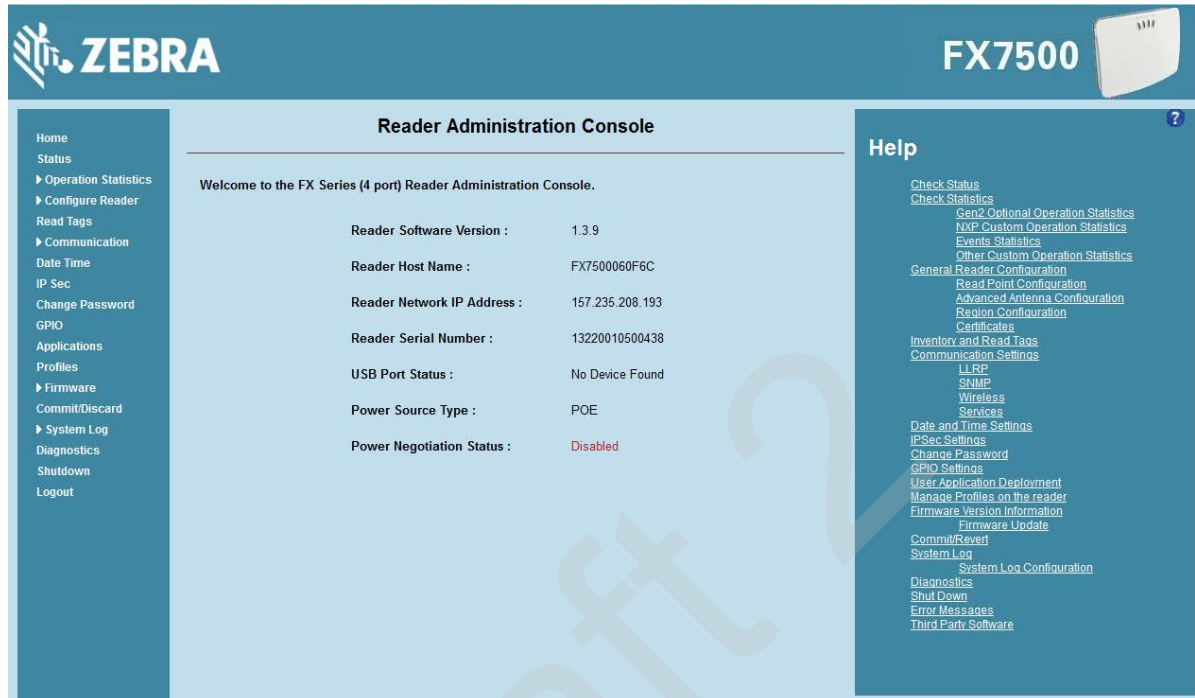 ZEBRA
FX7500
Home
Status
Operation Statistics
Configure Reader
Read Tags
Communication
Date Time
IP Sec
Change Password
GPIO
Applications
Profiles
Firmware
Commit/Discard
System Log
Diagnostics
Shutdown
Logout
Reader Administration Console
Welcome to the FX Series (4 port) Reader Administration Console.
Reader Software Version : 1.3.9
Reader Host Name : FX7500060F6C
Reader Network IP Address : 157.235.208.193
Reader Serial Number : 13220010500438
USB Port Status : No Device Found
Power Source Type : POE
Power Negotiation Status : Disabled
?
Help
Check Status
Check Statistics
Gen2 Optional Operation Statistics
NXP Custom Operation Statistics
Events Statistics
Other Custom Operation Statistics
General Reader Configuration
Read Point Configuration
Advanced Antenna Configuration
Region Configuration
Certificates
Inventory and Read Tags
Communication Settings
LLRP
SNMP
Wireless
Services
Date and Time Settings
IPSec Settings
Change Password
GPIO Settings
User Application Deployment
Manage Profiles on the reader
Firmware Version Information
Firmware Update
Commit/Revert
System Log
System Log Configuration
Diagnostics
Shut Down
Error Messages
Third Party Software